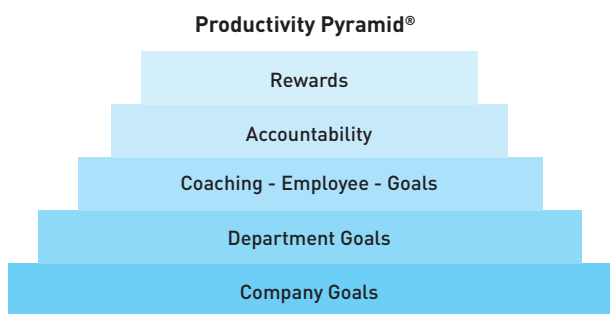 Productivity Pyramid®
Rewards
Accountability
Coaching - Employee - Goals
Department Goals
Company Goals